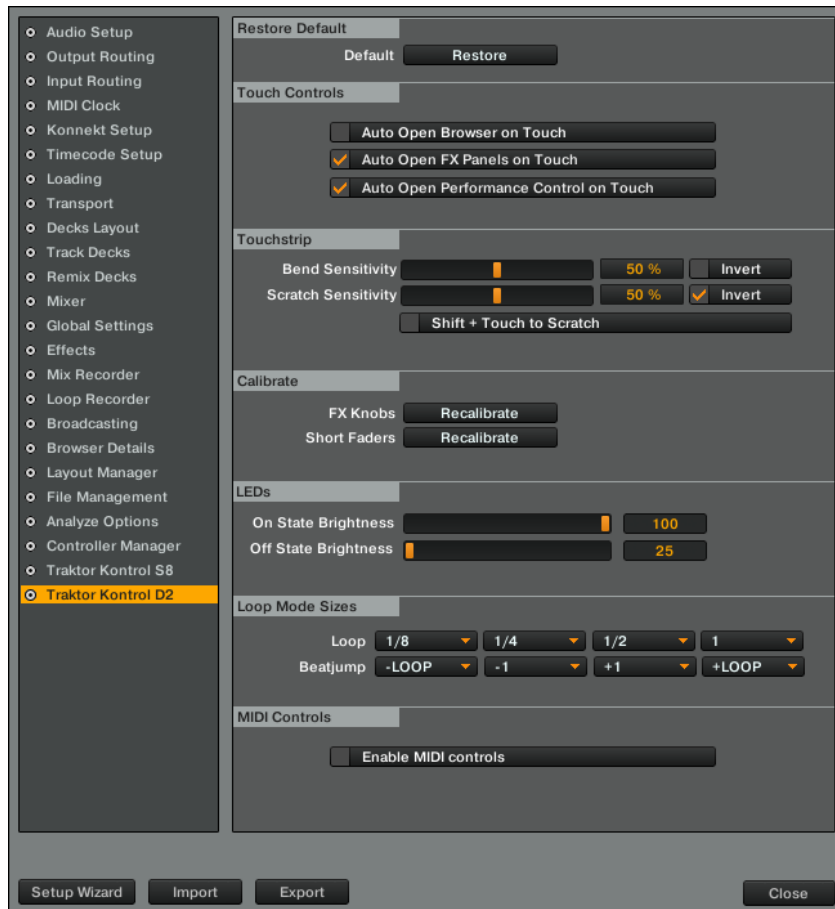 Audio Setup
Output Routing
Input Routing
MIDI Clock
Konnekt Setup
Timecode Setup
Loading
Transport
Decks Layout
Track Decks
Remix Decks
Mixer
Global Settings
Effects
Mix Recorder
Loop Recorder
Broadcasting
Browser Details
Layout Manager
File Management
Analyze Options
Controller Manager
Traktor Kontrol S8
Traktor Kontrol D2
Restore Default
Default Restore
Touch Controls
Auto Open Browser on Touch
Auto Open FX Panels on Touch
Auto Open Performance Control on Touch
Touchstrip
Bend Sensitivity 50 % Invert
Scratch Sensitivity 50 % Invert
Shift + Touch to Scratch
Calibrate
FX Knobs Recalibrate
Short Faders Recalibrate
LEDs
On State Brightness 100
Off State Brightness 25
Loop Mode Sizes
Loop 1/8 1/4 1/2 1
Beatjump -LOOP -1 +1 +LOOP
MIDI Controls
Enable MIDI controls
Setup Wizard Import Export Close